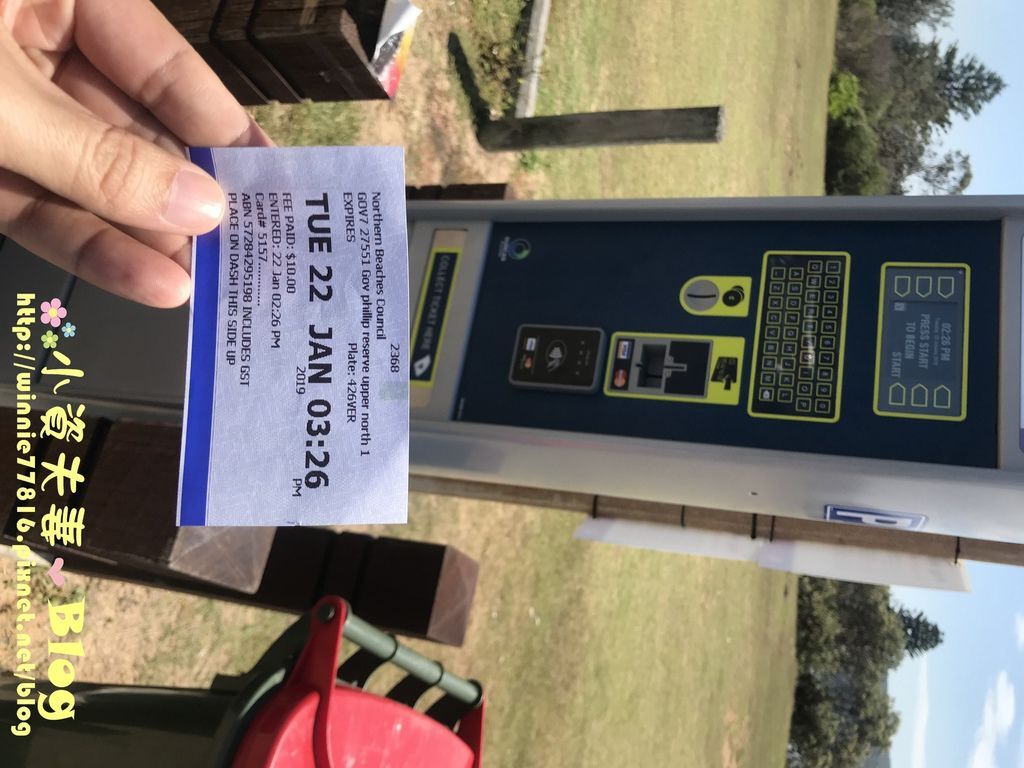 2368
Northern Beaches Council
GOV7 27551 Gov phillip reserve upper north 1
EXPIRES Plate: 426VER
TUE 22 JAN 03:26 PM
2019
FEE PAID: $10.00
ENTERED: 22 Jan 02:26 PM
Card# 5157............
ABN 57284295198 INCLUDES GST
PLACE ON DASH THIS SIDE UP
02:26 PM
PRESS START
TO BEGIN
START
COLLECT TICKET HERE
P
小資夫妻 Blog
http://winnie77816.pixnet.net/blog